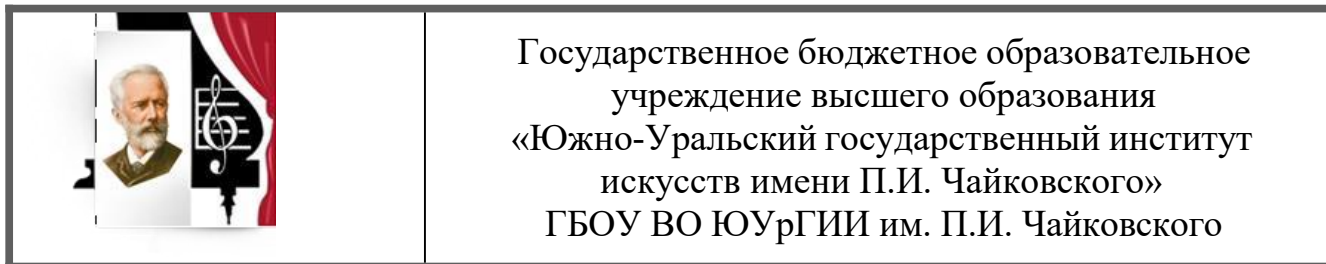 Государственное бюджетное образовательное
учреждение высшего образования
«Южно-Уральский государственный институт
искусств имени П.И. Чайковского»
ГБОУ ВО ЮУрГИИ им. П.И. Чайковского